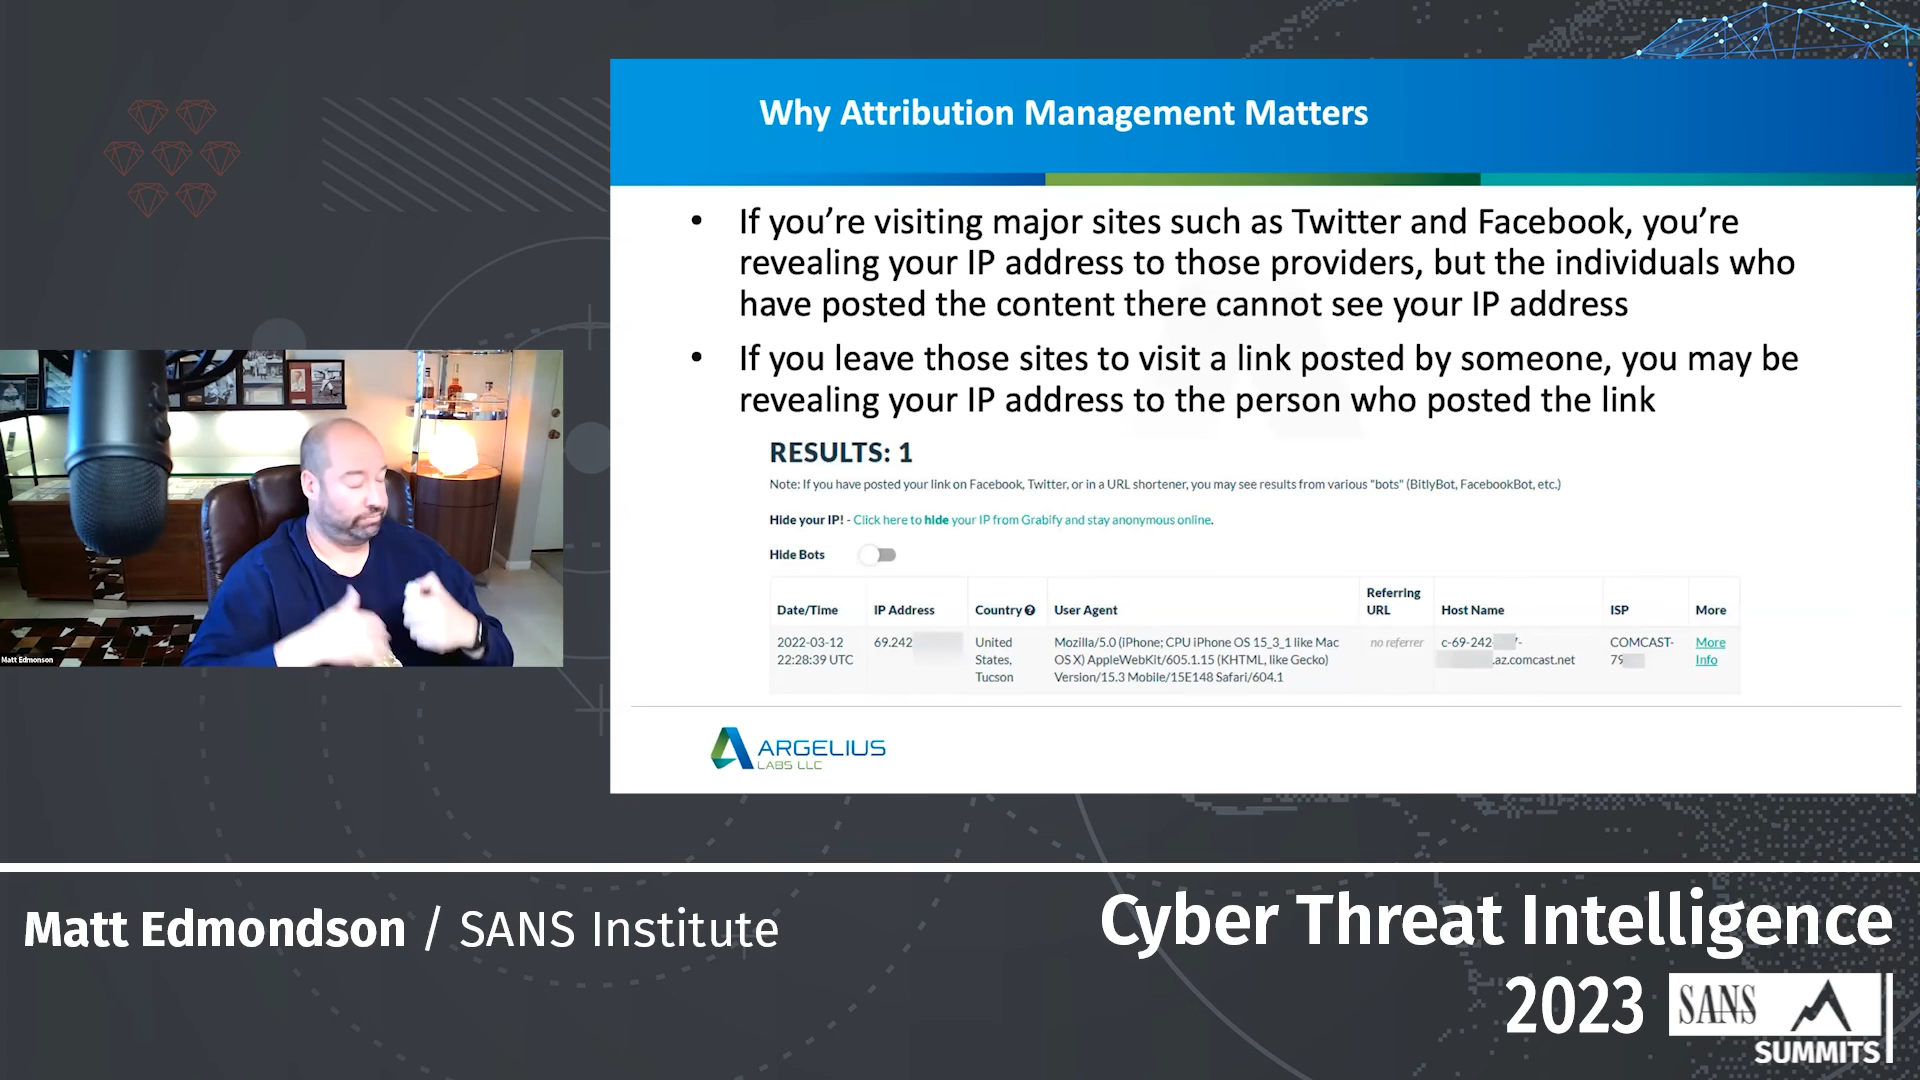 Why Attribution Management Matters
• If you're visiting major sites such as Twitter and Facebook, you're
revealing your IP address to those providers, but the individuals who
have posted the content there cannot see your IP address
• If you leave those sites to visit a link posted by someone, you may be
revealing your IP address to the person who posted the link
RESULTS: 1
Note: If you have posted your link on Facebook, Twitter, or in a URL shortener, you may see results from various "bots" (BitlyBot, FacebookBot, etc.)
Hide your IP! - Click here to hide your IP from Grabify and stay anonymous online.
Hide Bots
Date/Time IP Address Country User Agent Referring URL Host Name ISP More
2022-03-12 69.242 United Mozilla/5.0 (iPhone; CPU iPhone OS 15_3_1 like Mac no referrer c-69-242 7- COMCAST- More
22:28:39 UTC States, OS X) AppleWebKit/605.1.15 (KHTML, like Gecko) .az.comcast.net 79 Info
Tucson Version/15.3 Mobile/15E148 Safari/604.1
ARGELIUS
LABS LLC
Matt Edmonson
Matt Edmondson / SANS Institute
Cyber Threat Intelligence
2023 SANS
SUMMITS